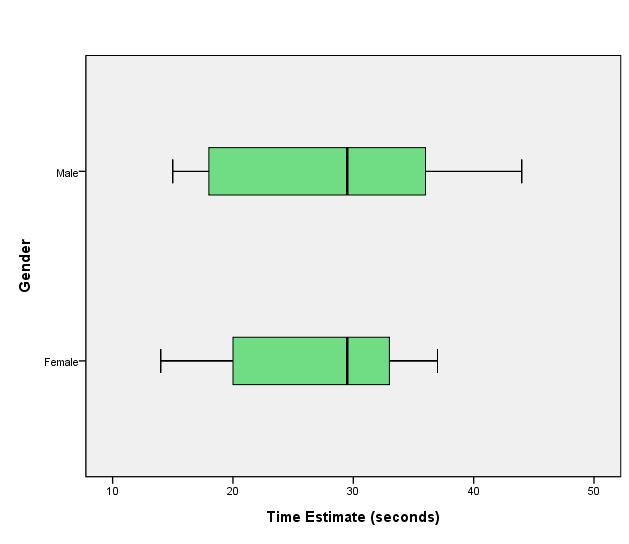 Gender
Male
Female
10 20 30 40 50
Time Estimate (seconds)